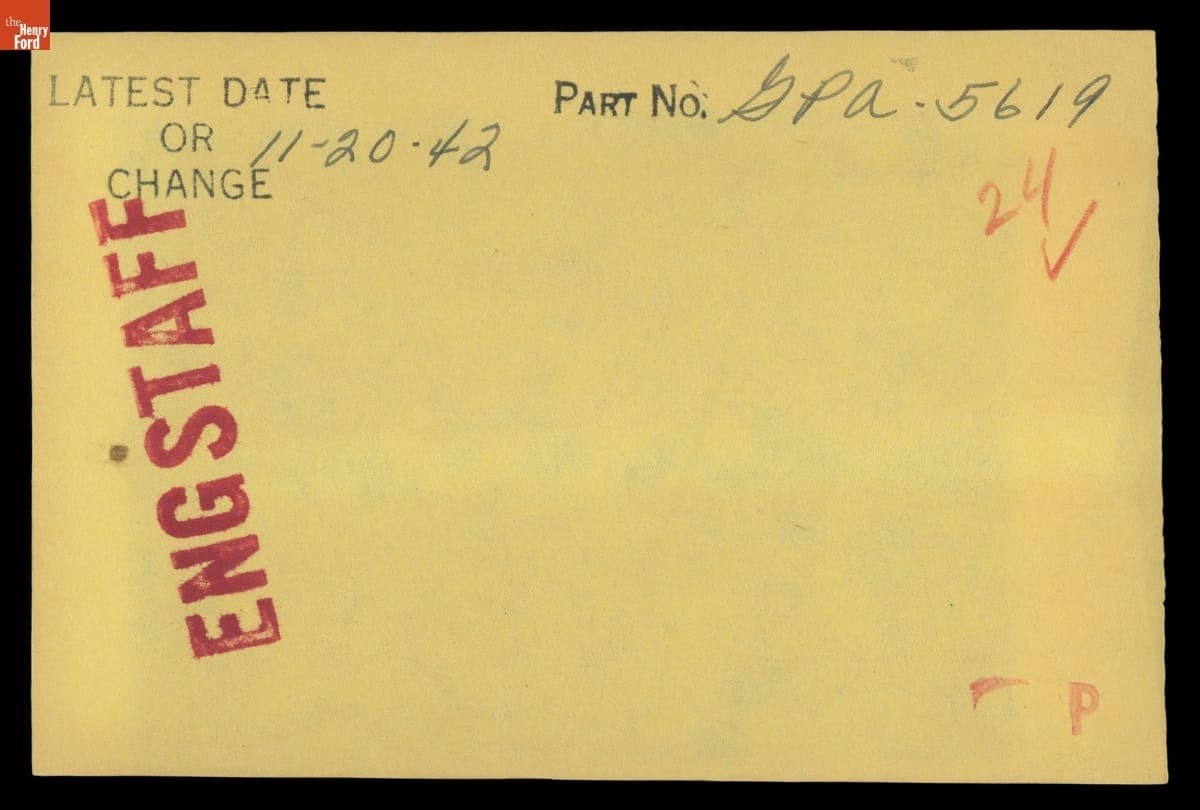 the
Henry
Ford
LATEST DATE
OR 11-20-42
CHANGE
PART NO. GPA-5619
24 ✓
ENGSTAFF
P